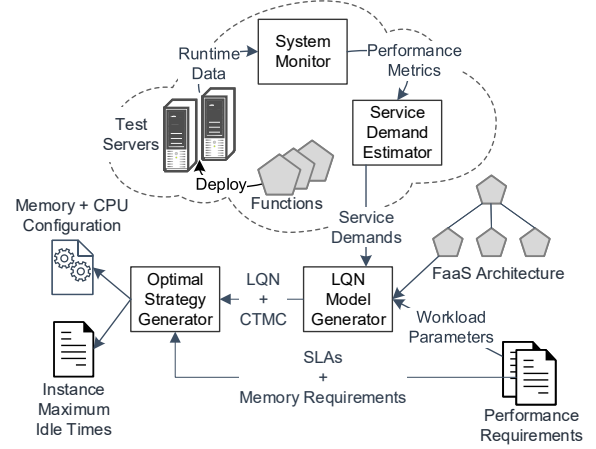 System
Monitor
Runtime
Data
Performance
Metrics
Test
Servers
Service
Demand
Estimator
Deploy
Functions
Memory + CPU
Configuration
Service
Demands
FaaS Architecture
Optimal
Strategy
Generator
LQN
+
CTMC
LQN
Model
Generator
Workload
Parameters
SLAs
+
Memory Requirements
Instance
Maximum
Idle Times
Performance
Requirements